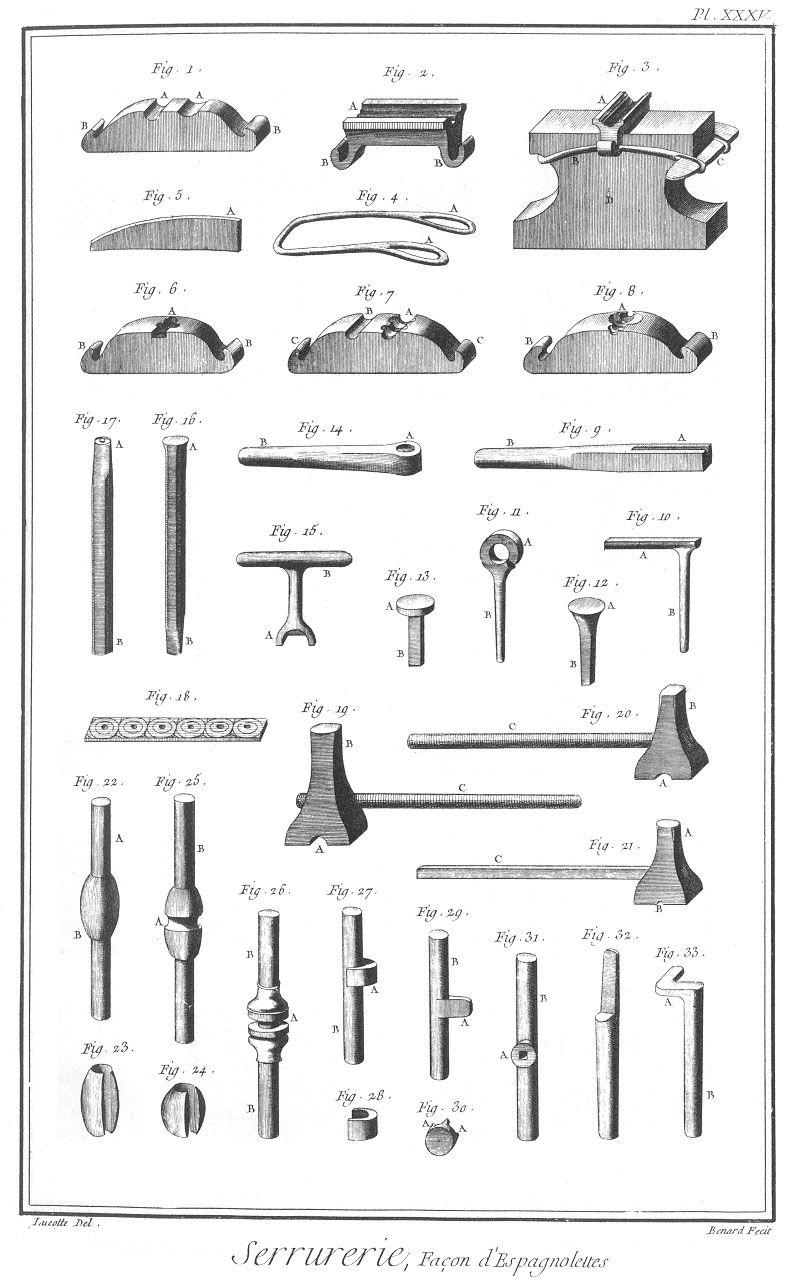 Pl. XXXV.
Fig. 1.
A A
B B
Fig. 2.
A
B B
Fig. 3.
A
B C
D
Fig. 5.
A
Fig. 4.
A
A
Fig. 6
A
B B
Fig. 7
B A
C C
Fig. 8
A
B B
Fig. 17.
A
B
Fig. 16.
A
B
Fig. 14.
B A
Fig. 9.
B A
Fig. 15.
B
A
Fig. 13
A
B
Fig. 11
A
B
Fig. 12
A
B
Fig. 10.
A
B
Fig. 18.
Fig. 19.
B
C
A
Fig. 20.
C B
A
Fig. 21.
C A
B
Fig. 22.
A
B
Fig. 25.
B
A
Fig. 26.
B
A
B
Fig. 27.
A
B
Fig. 29.
B
A
Fig. 31.
B
A
Fig. 32.
Fig. 33.
A
B
Fig. 23.
Fig. 24.
Fig. 28.
Fig. 30.
A A
Lucotte Del.
Benard Fecit
Serrurerie, Façon d'Espagnolettes